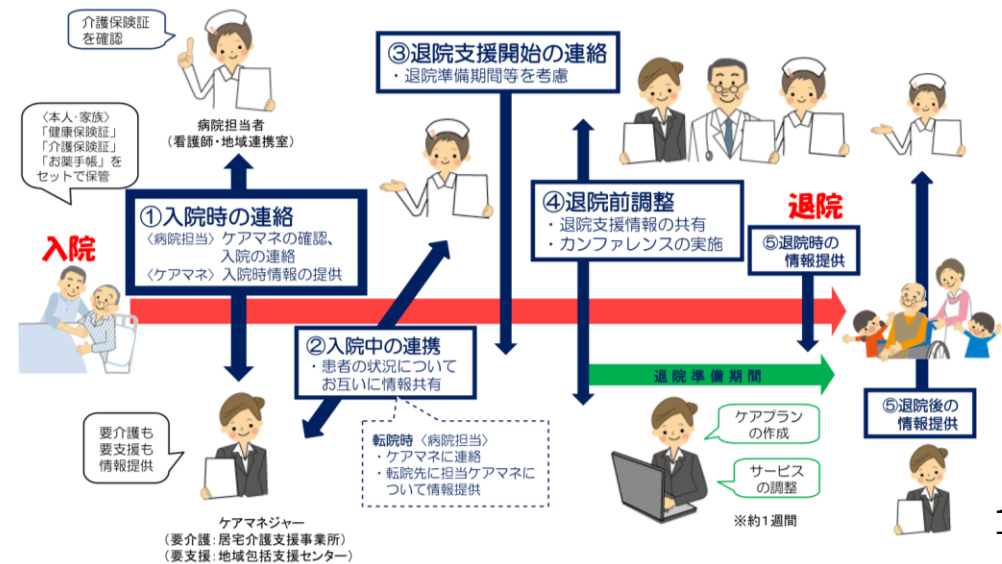 介護保険証
を確認
病院担当者
（看護師・地域連携室）
〈本人・家族〉
「健康保険証」
「介護保険証」
「お薬手帳」を
セットで保管
入院
①入院時の連絡
〈病院担当〉ケアマネの確認、
入院の連絡
〈ケアマネ〉入院時情報の提供
②入院中の連携
・患者の状況について
お互いに情報共有
転院時〈病院担当〉
・ケアマネに連絡
・転院先に担当ケアマネに
ついて情報提供
要介護も
要支援も
情報提供
ケアマネジャー
（要介護：居宅介護支援事業所）
（要支援：地域包括支援センター）
③退院支援開始の連絡
・退院準備期間等を考慮
④退院前調整
・退院支援情報の共有
・カンファレンスの実施
退院
⑤退院時の
情報提供
退院準備期間
ケアプラン
の作成
サービス
の調整
※約1週間
⑤退院後の
情報提供